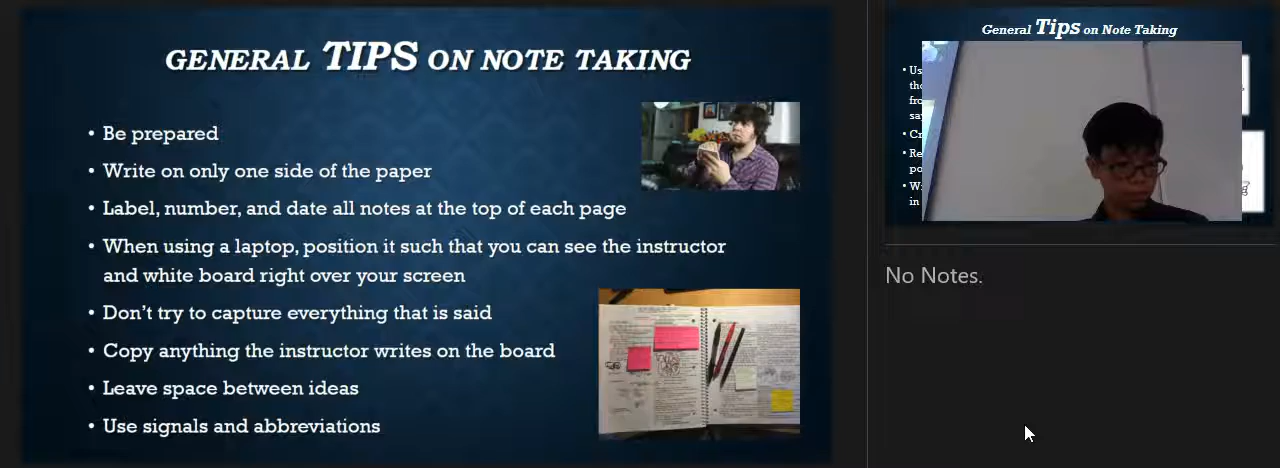 GENERAL TIPS ON NOTE TAKING
• Be prepared
• Write on only one side of the paper
• Label, number, and date all notes at the top of each page
• When using a laptop, position it such that you can see the instructor
and white board right over your screen
• Don't try to capture everything that is said
• Copy anything the instructor writes on the board
• Leave space between ideas
• Use signals and abbreviations
General Tips on Note Taking
No Notes.